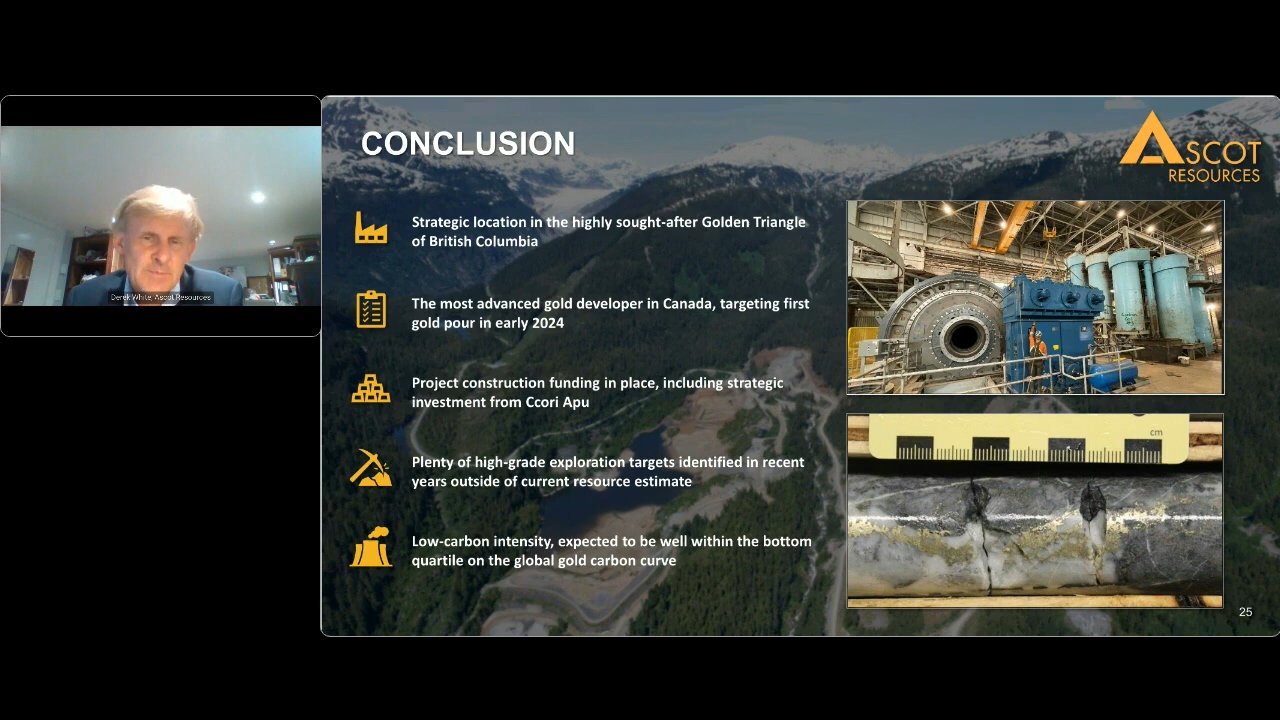 Derek White, Ascot Resources
CONCLUSION
ASCOT
RESOURCES
Strategic location in the highly sought-after Golden Triangle
of British Columbia
The most advanced gold developer in Canada, targeting first
gold pour in early 2024
Project construction funding in place, including strategic
investment from Ccori Apu
Plenty of high-grade exploration targets identified in recent
years outside of current resource estimate
Low-carbon intensity, expected to be well within the bottom
quartile on the global gold carbon curve
cm
25